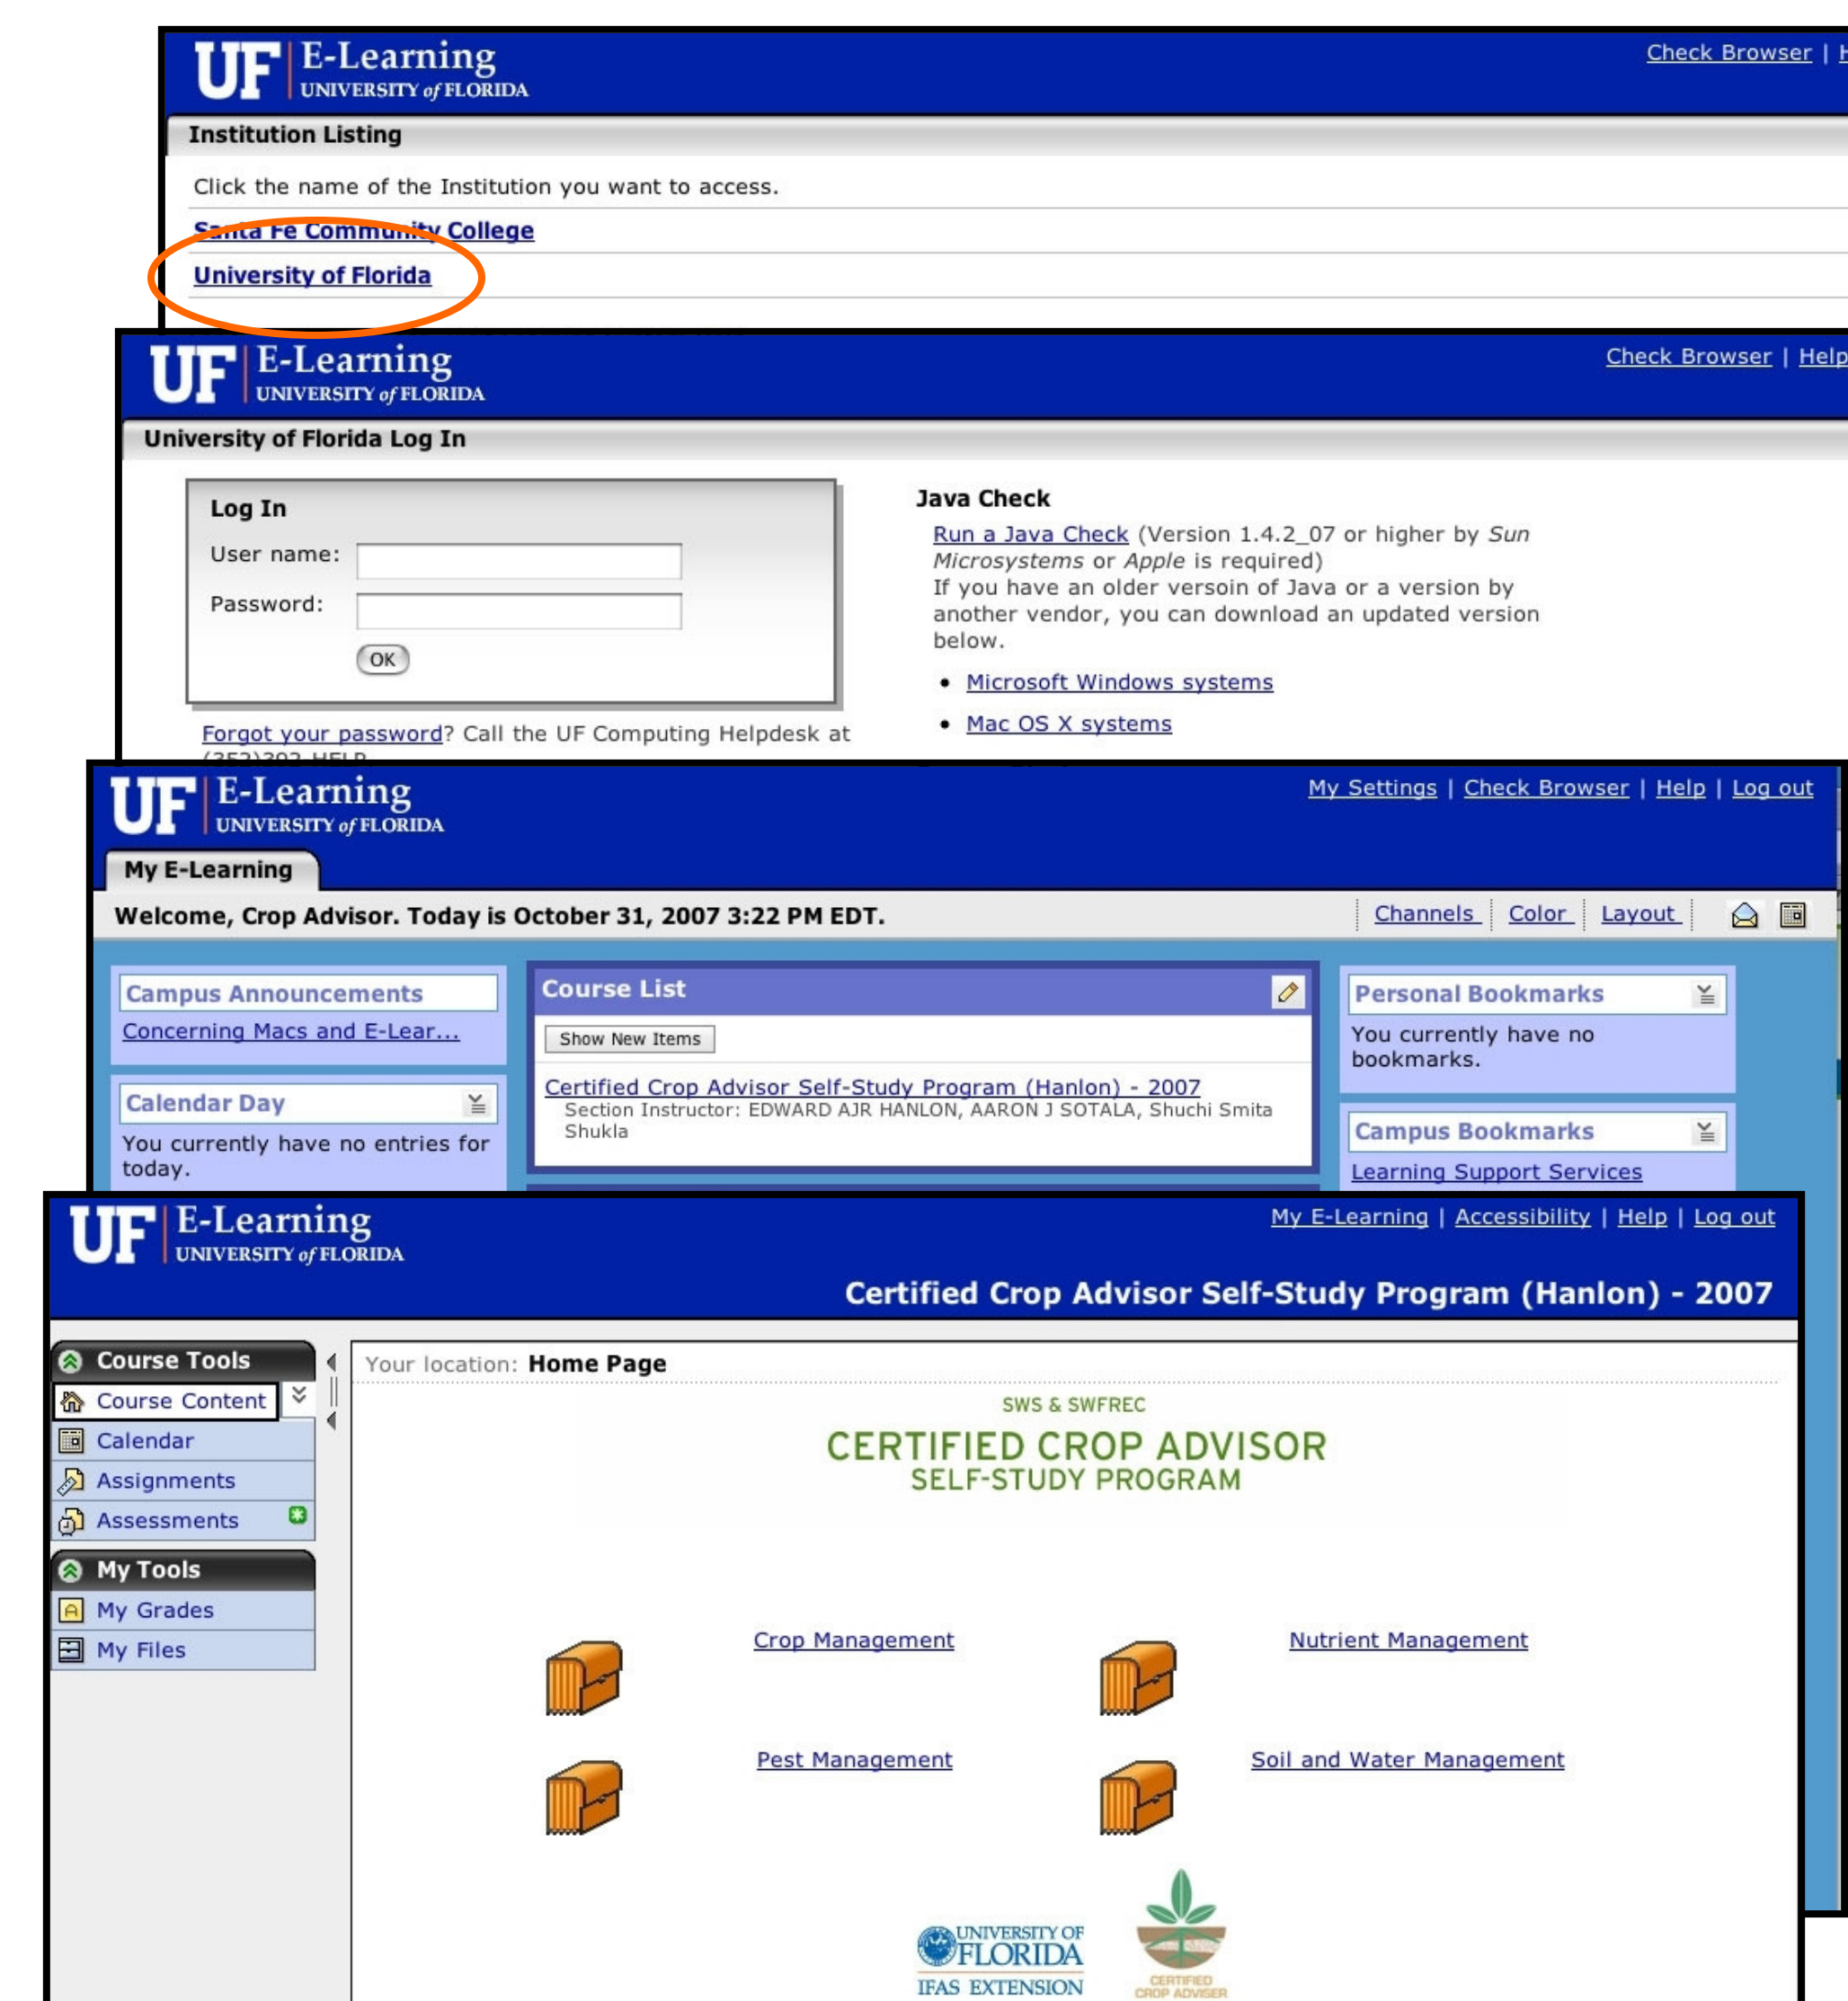 UF E-Learning
UNIVERSITY of FLORIDA
Check Browser |
Institution Listing
Click the name of the Institution you want to access.
Santa Fe Community College
University of Florida
UF E-Learning
UNIVERSITY of FLORIDA
Check Browser | Help
University of Florida Log In
Log In
User name:
Password:
OK
Forgot your password? Call the UF Computing Helpdesk at
(352)392-HELP
Java Check
Run a Java Check (Version 1.4.2_07 or higher by Sun
Microsystems or Apple is required)
If you have an older versoin of Java or a version by
another vendor, you can download an updated version
below.
• Microsoft Windows systems
• Mac OS X systems
UF E-Learning
UNIVERSITY of FLORIDA
My Settings | Check Browser | Help | Log out
My E-Learning
Welcome, Crop Advisor. Today is October 31, 2007 3:22 PM EDT.
Channels Color Layout
Campus Announcements
Concerning Macs and E-Lear...
Calendar Day
You currently have no entries for
today.
Course List
Show New Items
Certified Crop Advisor Self-Study Program (Hanlon) - 2007
Section Instructor: EDWARD AJR HANLON, AARON J SOTALA, Shuchi Smita
Shukla
Personal Bookmarks
You currently have no
bookmarks.
Campus Bookmarks
Learning Support Services
UF E-Learning
UNIVERSITY of FLORIDA
My E-Learning | Accessibility | Help | Log out
Certified Crop Advisor Self-Study Program (Hanlon) - 2007
Course Tools
Course Content
Calendar
Assignments
Assessments
My Tools
My Grades
My Files
Your location: Home Page
SWS & SWFREC
CERTIFIED CROP ADVISOR
SELF-STUDY PROGRAM
Crop Management
Nutrient Management
Pest Management
Soil and Water Management
UNIVERSITY OF
FLORIDA
IFAS EXTENSION
CERTIFIED
CROP ADVISER